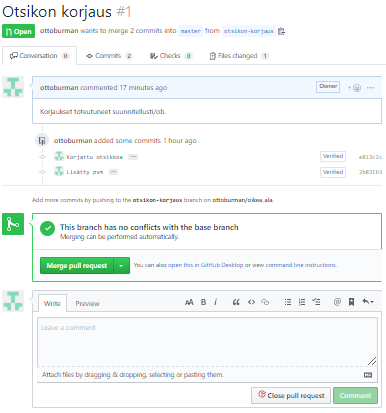 Otsikon korjaus #1
Open ottoburman wants to merge 2 commits into master from otsikon-korjaus
Conversation 0 Commits 2 Checks 0 Files changed 1
ottoburman commented 17 minutes ago Owner
Korjaukset toteutuneet suunnitellusti/ob.
ottoburman added some commits 1 hour ago
Korjattu otsikkoa Verified
Lisätty pvm Verified
Add more commits by pushing to the otsikon-korjaus branch on ottoburman/oikea_ala.
This branch has no conflicts with the base branch
Merging can be performed automatically.
Merge pull request You can also open this in GitHub Desktop or view command line instructions.
Write Preview
Leave a comment
Attach files by dragging & dropping, selecting or pasting them.
Close pull request Comment